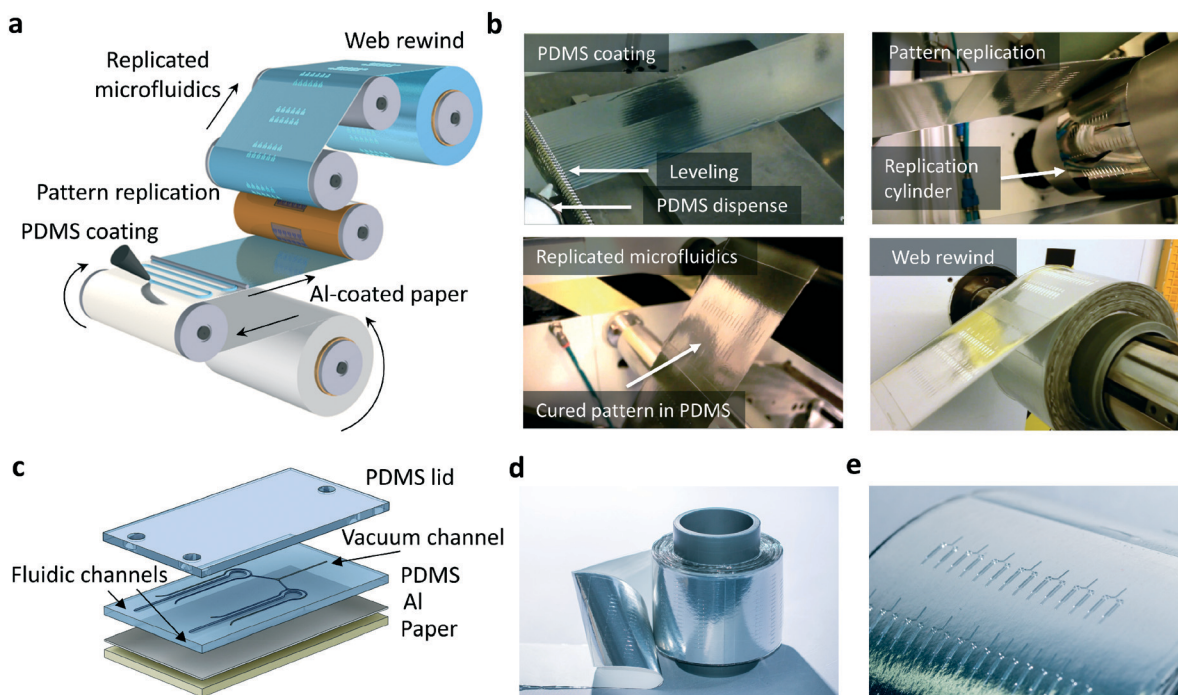 a
Web rewind
Replicated
microfluidics
Pattern replication
PDMS coating
Al-coated paper
b
PDMS coating
Leveling
PDMS dispense
Pattern replication
Replication
cylinder
Replicated microfluidics
Cured pattern in PDMS
Web rewind
c
PDMS lid
Vacuum channel
Fluidic channels
PDMS
Al
Paper
d
e